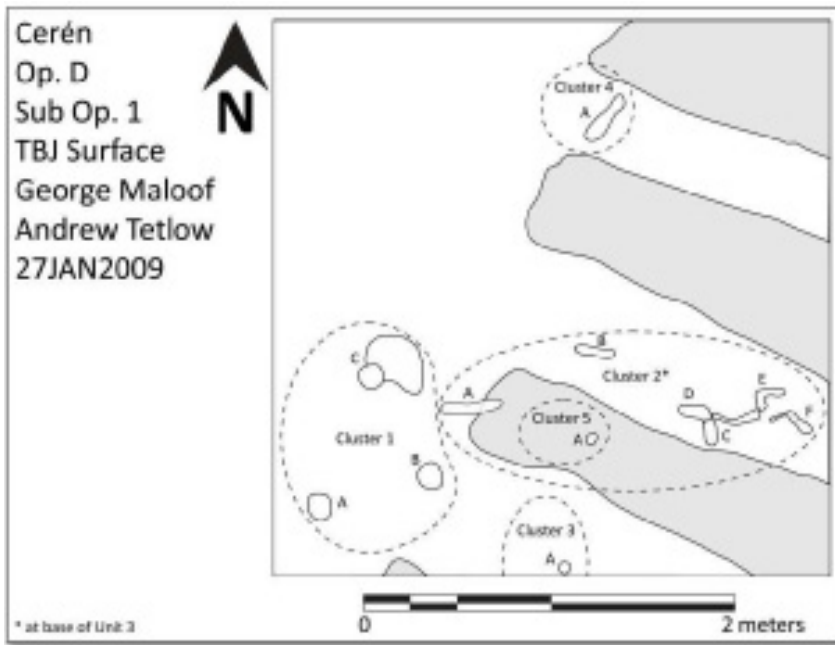 Cerén
Op. D
Sub Op. 1
TBJ Surface
George Maloof
Andrew Tetlow
27JAN2009
N
Cluster 4
A
B
C
Cluster 2*
A
E
D
F
Cluster 5
A
C
Cluster 1
B
A
Cluster 3
A
* at base of Unit 3
0
2 meters